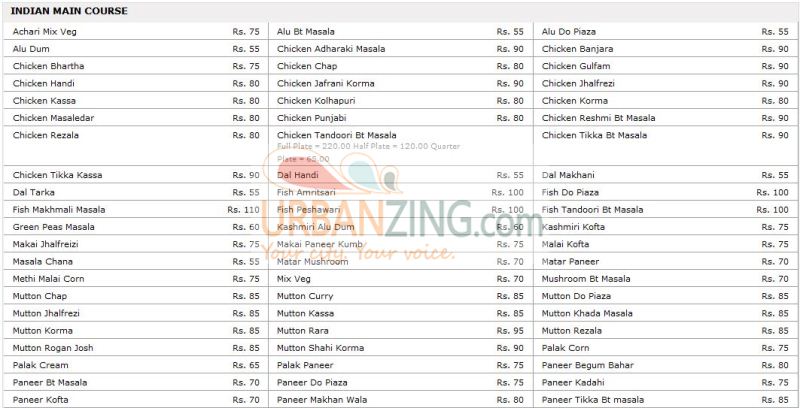 INDIAN MAIN COURSE
Achari Mix Veg Rs. 75 Alu Bt Masala Rs. 55 Alu Do Piaza Rs. 55
Alu Dum Rs. 55 Chicken Adharaki Masala Rs. 90 Chicken Banjara Rs. 90
Chicken Bhartha Rs. 75 Chicken Chap Rs. 80 Chicken Gulfam Rs. 90
Chicken Handi Rs. 80 Chicken Jafrani Korma Rs. 80 Chicken Jhalfrezi Rs. 90
Chicken Kassa Rs. 80 Chicken Kolhapuri Rs. 80 Chicken Korma Rs. 80
Chicken Masaledar Rs. 80 Chicken Punjabi Rs. 80 Chicken Reshmi Bt Masala Rs. 90
Chicken Rezala Rs. 80 Chicken Tandoori Bt Masala Chicken Tikka Bt Masala Rs. 90
Full Plate = 220.00 Half Plate = 120.00 Quarter
Plate = 65.00
Chicken Tikka Kassa Rs. 90 Dal Handi Rs. 55 Dal Makhani Rs. 55
Dal Tarka Rs. 55 Fish Amritsari Rs. 100 Fish Do Piaza Rs. 100
Fish Makhmali Masala Rs. 110 Fish Peshawari Rs. 100 Fish Tandoori Bt Masala Rs. 100
URBANZING.com
Green Peas Masala Rs. 60 Kashmiri Alu Dum Rs. 60 Kashmiri Kofta Rs. 75
Makai Jhalfreizi Rs. 75 Makai Paneer Kumb Rs. 75 Malai Kofta Rs. 75
Your city. Your voice.
Masala Chana Rs. 55 Matar Mushroom Rs. 70 Matar Paneer Rs. 70
Methi Malai Corn Rs. 75 Mix Veg Rs. 70 Mushroom Bt Masala Rs. 70
Mutton Chap Rs. 85 Mutton Curry Rs. 85 Mutton Do Piaza Rs. 85
Mutton Jhalfrezi Rs. 85 Mutton Kassa Rs. 85 Mutton Khada Masala Rs. 85
Mutton Korma Rs. 85 Mutton Rara Rs. 95 Mutton Rezala Rs. 85
Mutton Rogan Josh Rs. 85 Mutton Shahi Korma Rs. 90 Palak Corn Rs. 75
Palak Cream Rs. 65 Palak Paneer Rs. 75 Paneer Begum Bahar Rs. 80
Paneer Bt Masala Rs. 70 Paneer Do Piaza Rs. 75 Paneer Kadahi Rs. 75
Paneer Kofta Rs. 70 Paneer Makhan Wala Rs. 80 Paneer Tikka Bt masala Rs. 85